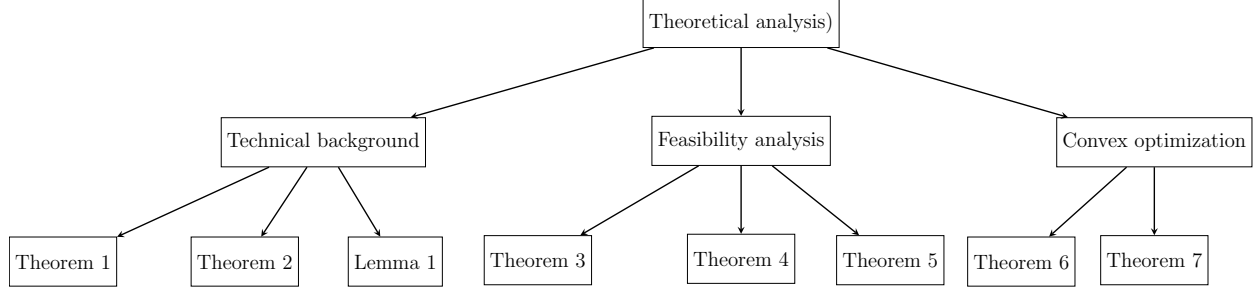 Theoretical analysis)
Technical background
Feasibility analysis
Convex optimization
Theorem 1
Theorem 2
Lemma 1
Theorem 3
Theorem 4
Theorem 5
Theorem 6
Theorem 7